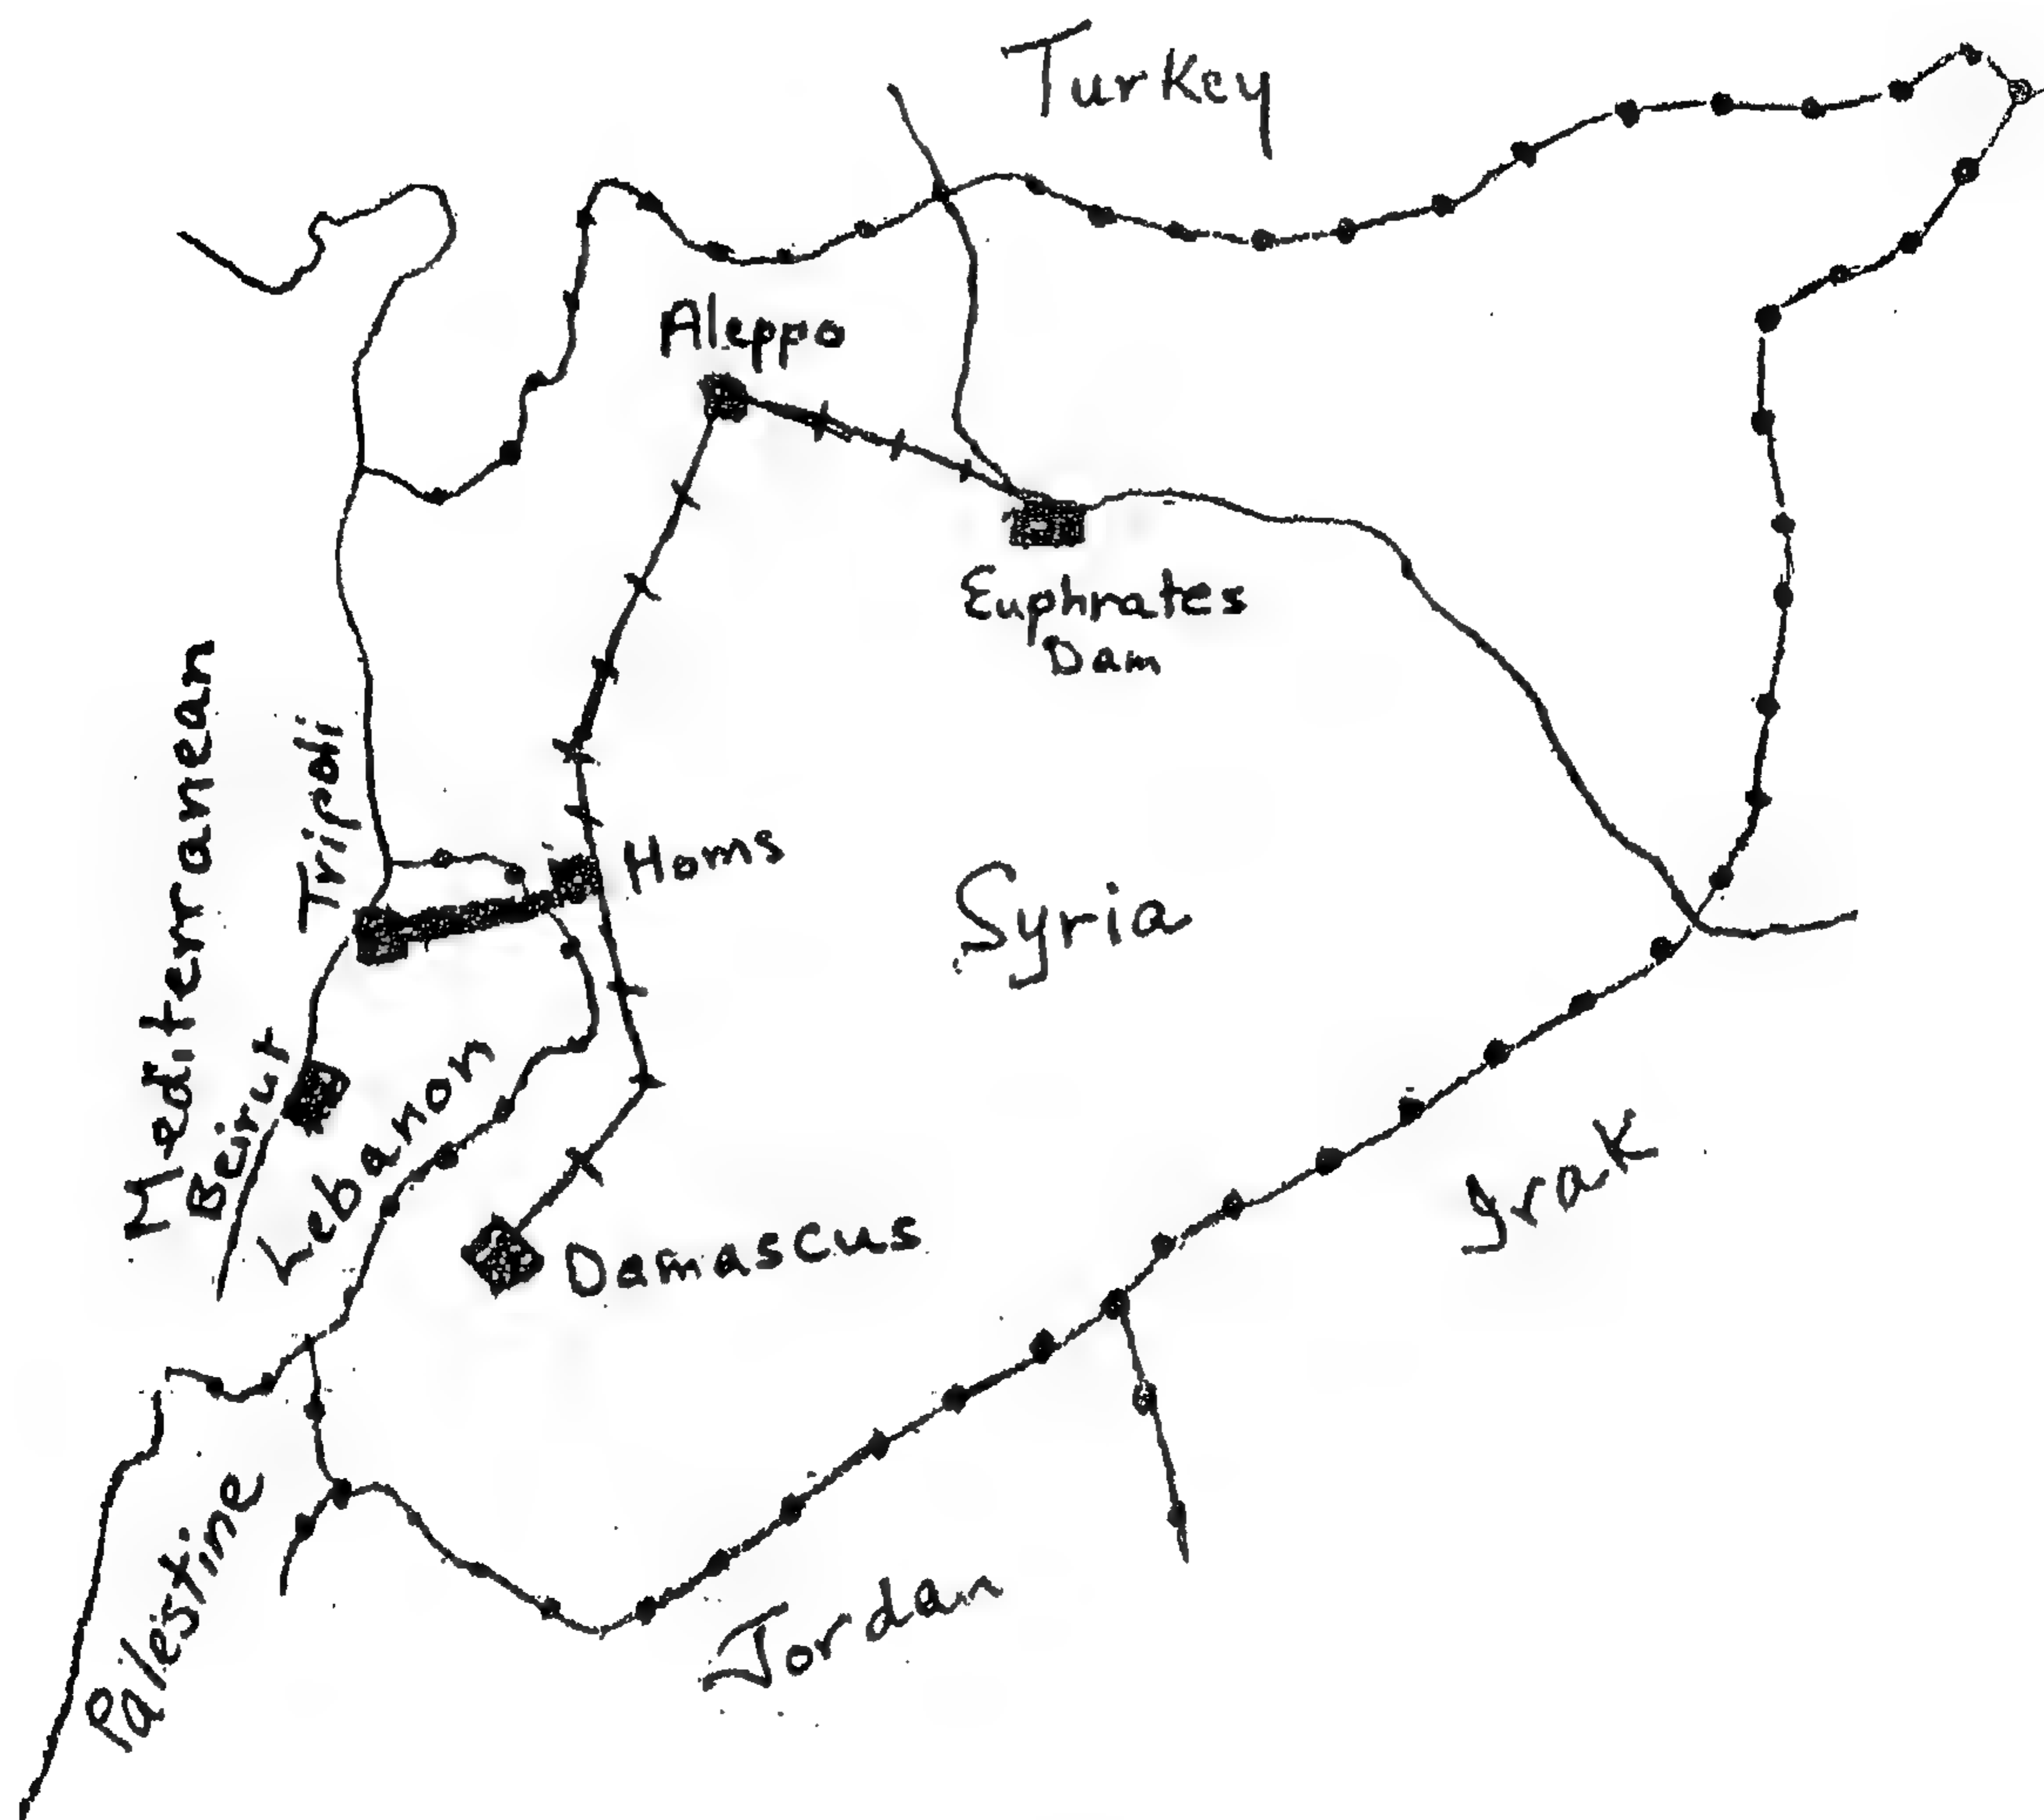 Turkey
Aleppo
Euphrates
Dam
Mediterranean
Tripoli
Homs
Syria
Beirut
Lebanon
Damascus
Irak
Palestine
Jordan